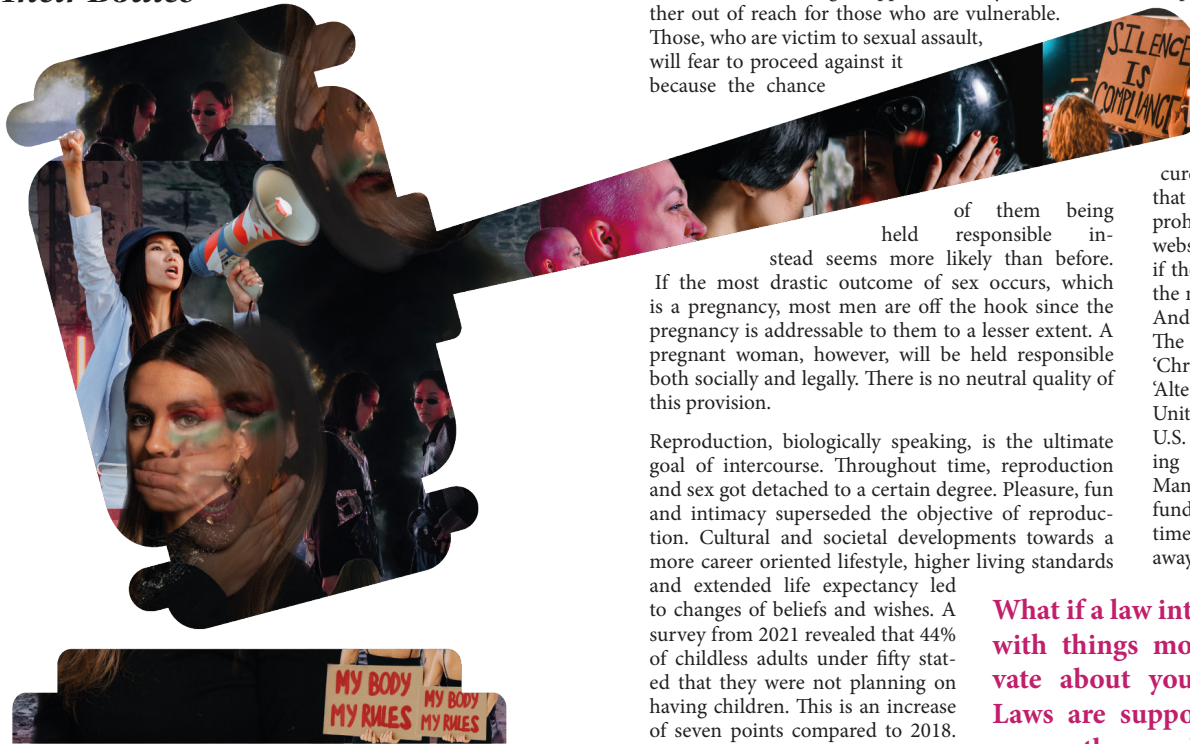 Their Bodies
ther out of reach for those who are vulnerable.
Those, who are victim to sexual assault,
will fear to proceed against it
because the chance
of them being
held responsible in-
stead seems more likely than before.
If the most drastic outcome of sex occurs, which
is a pregnancy, most men are off the hook since the
pregnancy is addressable to them to a lesser extent. A
pregnant woman, however, will be held responsible
both socially and legally. There is no neutral quality of
this provision.
Reproduction, biologically speaking, is the ultimate
goal of intercourse. Throughout time, reproduction
and sex got detached to a certain degree. Pleasure, fun
and intimacy superseded the objective of reproduc-
tion. Cultural and societal developments towards a
more career oriented lifestyle, higher living standards
and extended life expectancy led
to changes of beliefs and wishes. A
survey from 2021 revealed that 44%
of childless adults under fifty stat-
ed that they were not planning on
having children. This is an increase
of seven points compared to 2018.
SILENCE
IS
COMPLIANCE
MY BODY
MY RULES
MY BODY
MY RULES
that
if the
And
The
U.S.
ing
time
away
What if a law
with things
about
Laws are